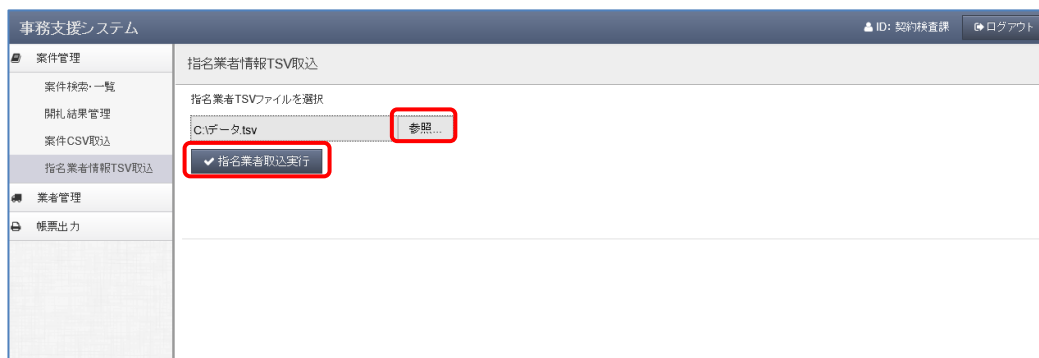 事務支援システム
ID: 契約検査課
ログアウト
案件管理
案件検索・一覧
開札結果管理
案件CSV取込
指名業者情報TSV取込
業者管理
帳票出力
指名業者情報TSV取込
指名業者TSVファイルを選択
C:\データ.tsv
参照...
指名業者取込実行